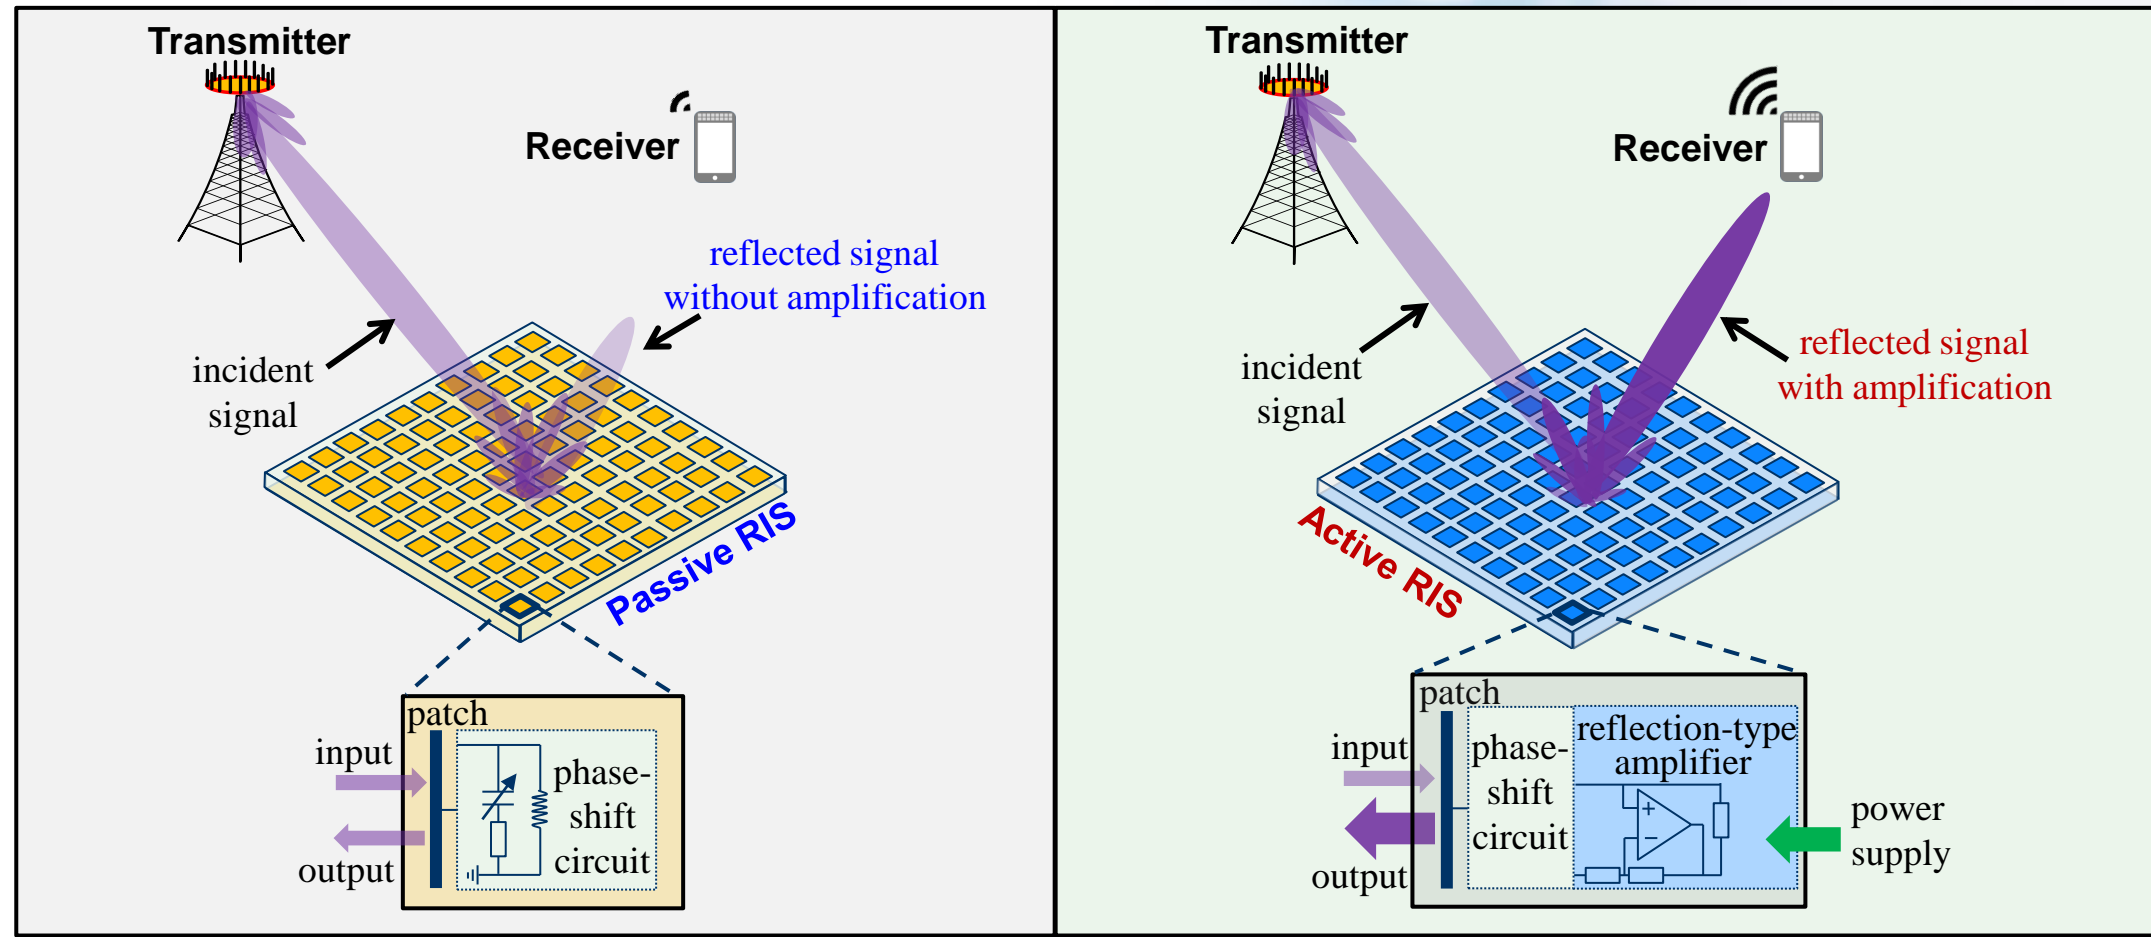 Transmitter
Receiver
reflected signal
without amplification
incident
signal
Passive RIS
patch
input
output
phase-
shift
circuit
Transmitter
Receiver
reflected signal
with amplification
incident
signal
Active RIS
patch
input
output
phase-
shift
circuit
reflection-type
amplifier
+
−
power
supply